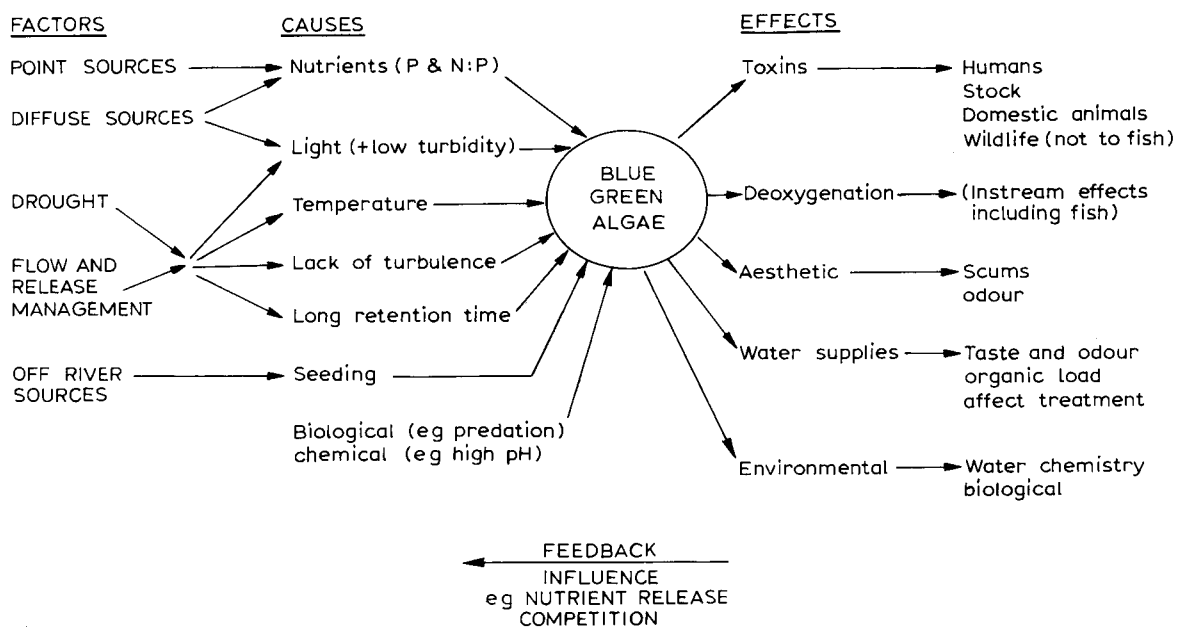 FACTORS
POINT SOURCES
DIFFUSE SOURCES
DROUGHT
FLOW AND
RELEASE
MANAGEMENT
OFF RIVER
SOURCES
CAUSES
Nutrients (P & N:P)
Light (+low turbidity)
Temperature
Lack of turbulence
Long retention time
Seeding
Biological (eg predation)
chemical (eg high pH)
BLUE
GREEN
ALGAE
EFFECTS
Toxins
Humans
Stock
Domestic animals
Wildlife (not to fish)
Deoxygenation
(Instream effects
including fish)
Aesthetic
Scums
odour
Water supplies
Taste and odour
organic load
affect treatment
Environmental
Water chemistry
biological
FEEDBACK
INFLUENCE
eg NUTRIENT RELEASE
COMPETITION